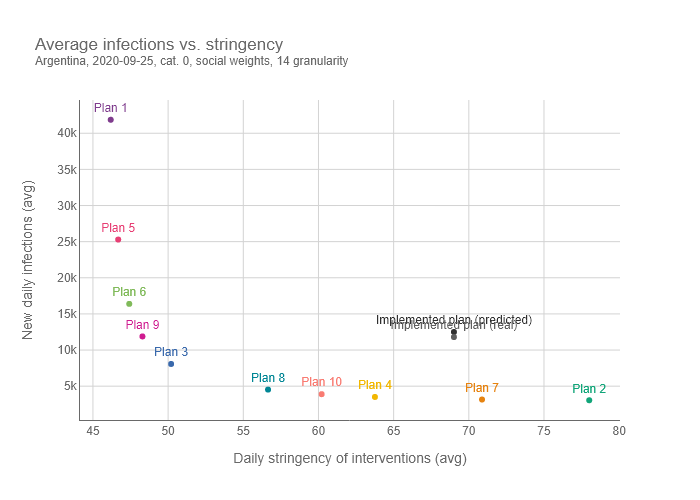 Average infections vs. stringency
Argentina, 2020-09-25, cat. 0, social weights, 14 granularity
New daily infections (avg)
40k
35k
30k
25k
20k
15k
10k
5k
Plan 1
Plan 5
Plan 6
Plan 9
Plan 3
Plan 8
Plan 10
Plan 4
Plan 7
Plan 2
Implemented plan (predicted)
Implemented plan (real)
45
50
55
60
65
70
75
80
Daily stringency of interventions (avg)